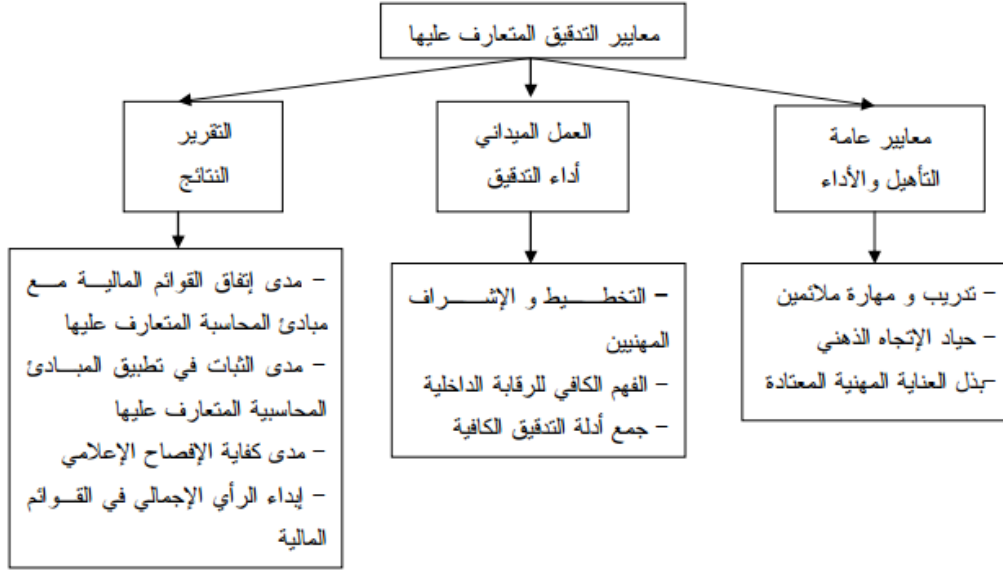 معايير التدقيق المتعارف عليها
معايير عامة
التأهيل والأداء
العمل الميداني
أداء التدقيق
التقرير
النتائج
- تدريب و مهارة ملائمين
- حياد الإتجاه الذهني
-بذل العناية المهنية المعتادة
- التخطيط و الإشراف
المهنيين
- الفهم الكافي للرقابة الداخلية
- جمع أدلة التدقيق الكافية
- مدى إتفاق القوائم المالية مع
مبادئ المحاسبة المتعارف عليها
- مدى الثبات في تطبيق المبادئ
المحاسبية المتعارف عليها
- مدى كفاية الإفصاح الإعلامي
- إبداء الرأي الإجمالي في القوائم
المالية